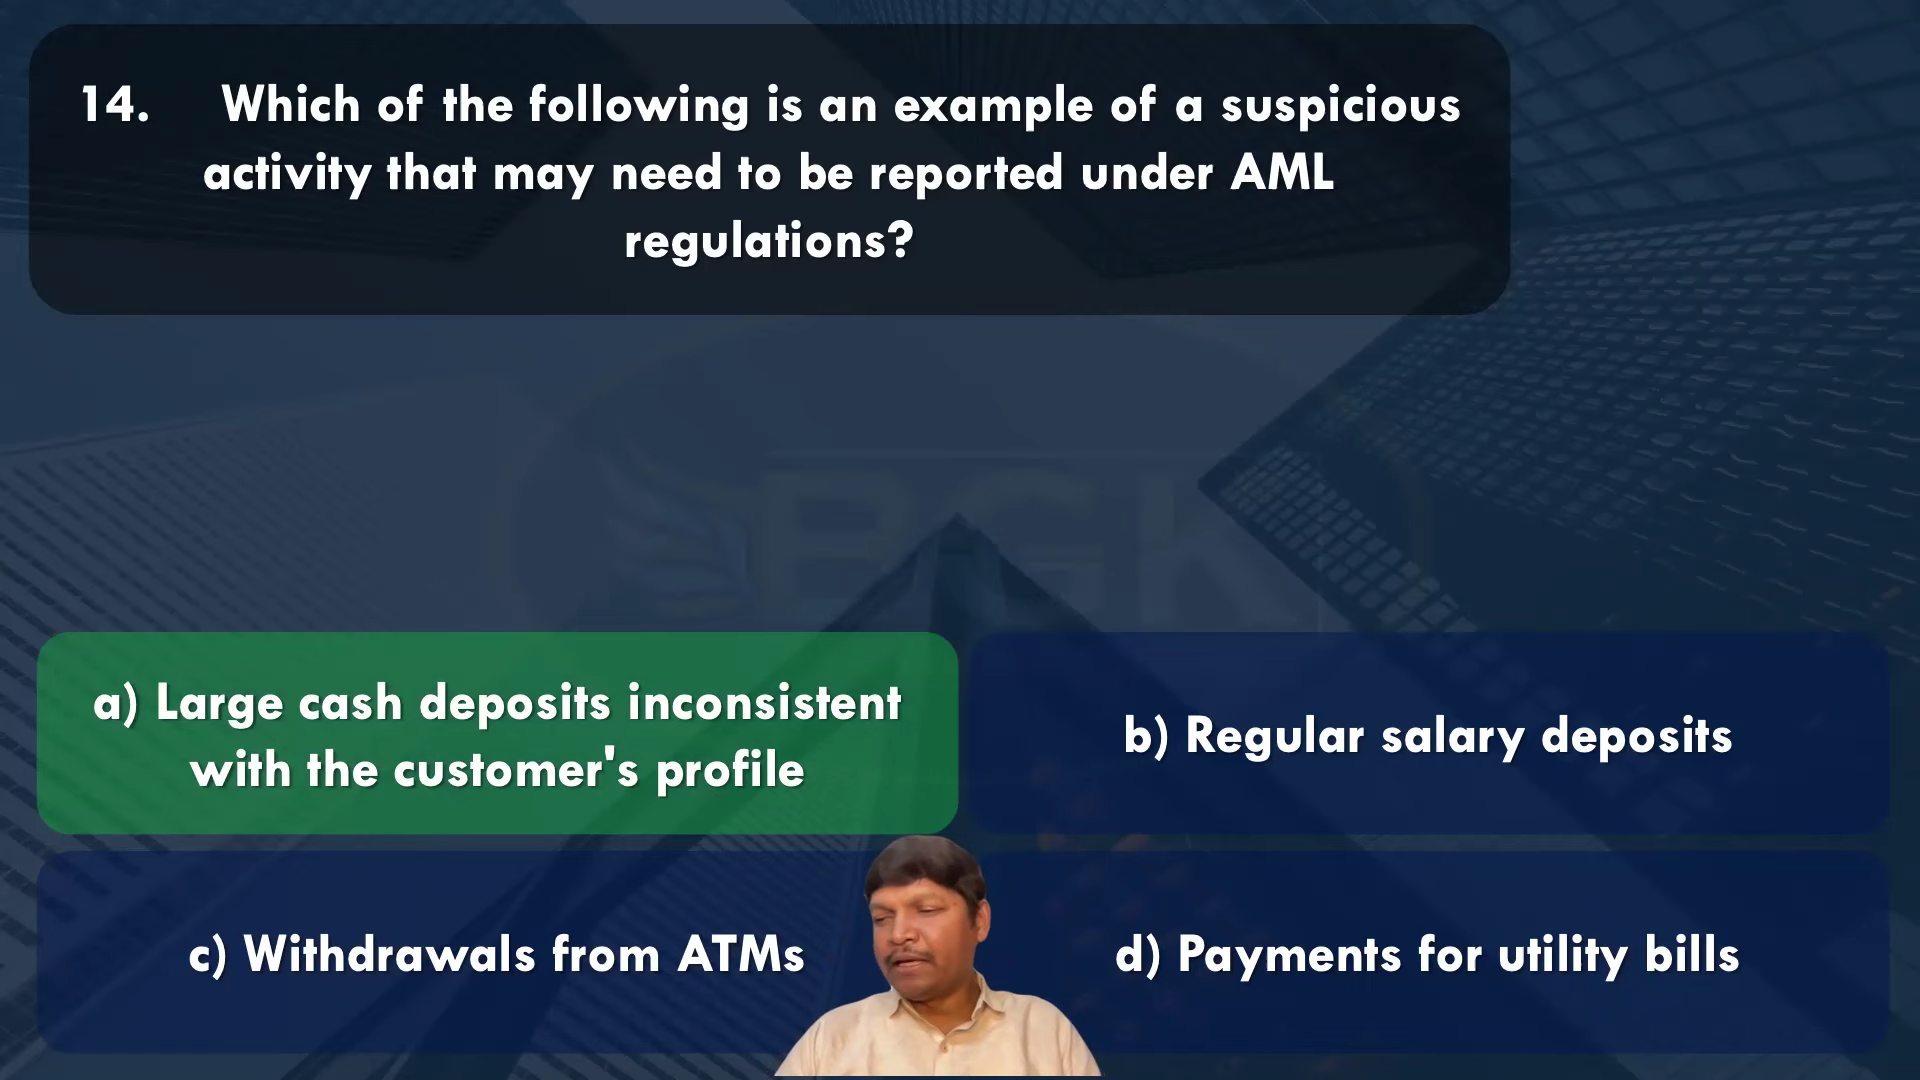 14. Which of the following is an example of a suspicious
activity that may need to be reported under AML
regulations?
BGK
a) Large cash deposits inconsistent
with the customer's profile
b) Regular salary deposits
c) Withdrawals from ATMs
d) Payments for utility bills